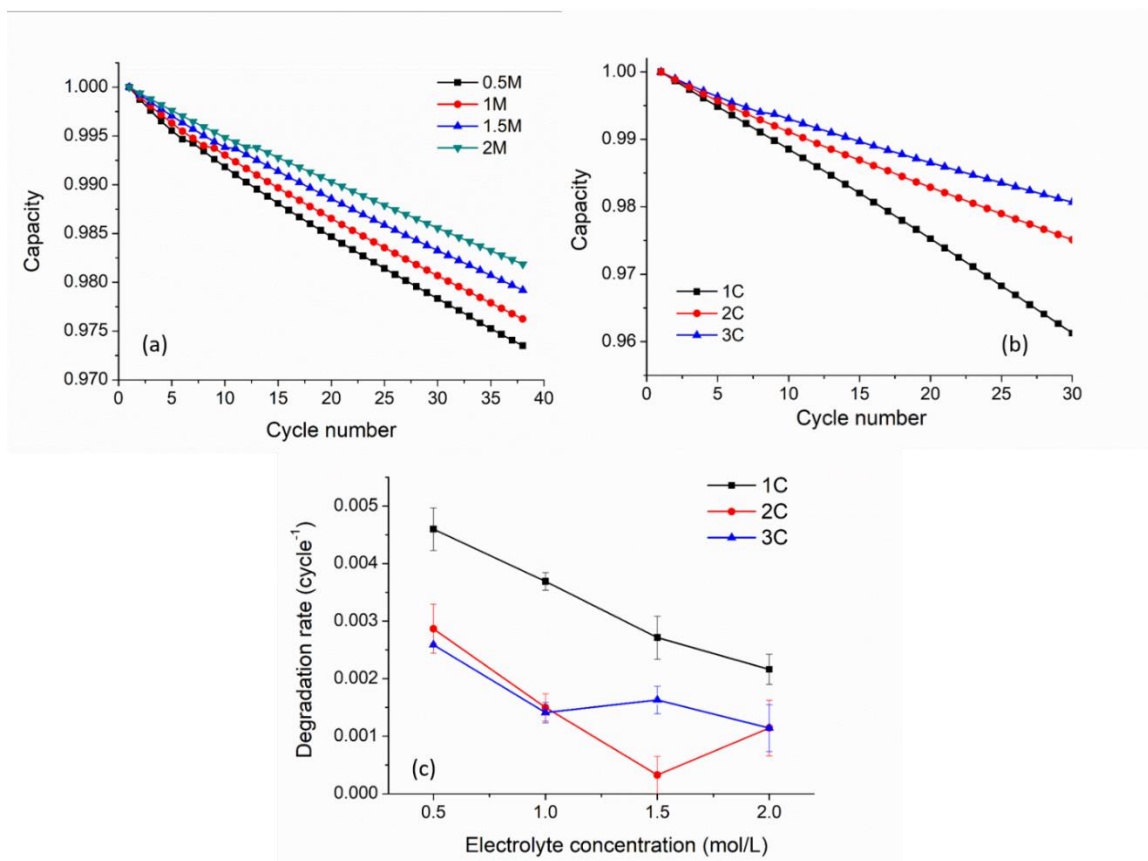 1.000
0.995
0.990
0.985
0.980
0.975
0.970
Capacity
0.5M
1M
1.5M
2M
(a)
0 5 10 15 20 25 30 35 40
Cycle number
1.00
0.99
0.98
0.97
0.96
Capacity
1C
2C
3C
(b)
0 5 10 15 20 25 30
Cycle number
0.005
0.004
0.003
0.002
0.001
0.000
Degradation rate (cycle⁻¹)
1C
2C
3C
(c)
0.5 1.0 1.5 2.0
Electrolyte concentration (mol/L)